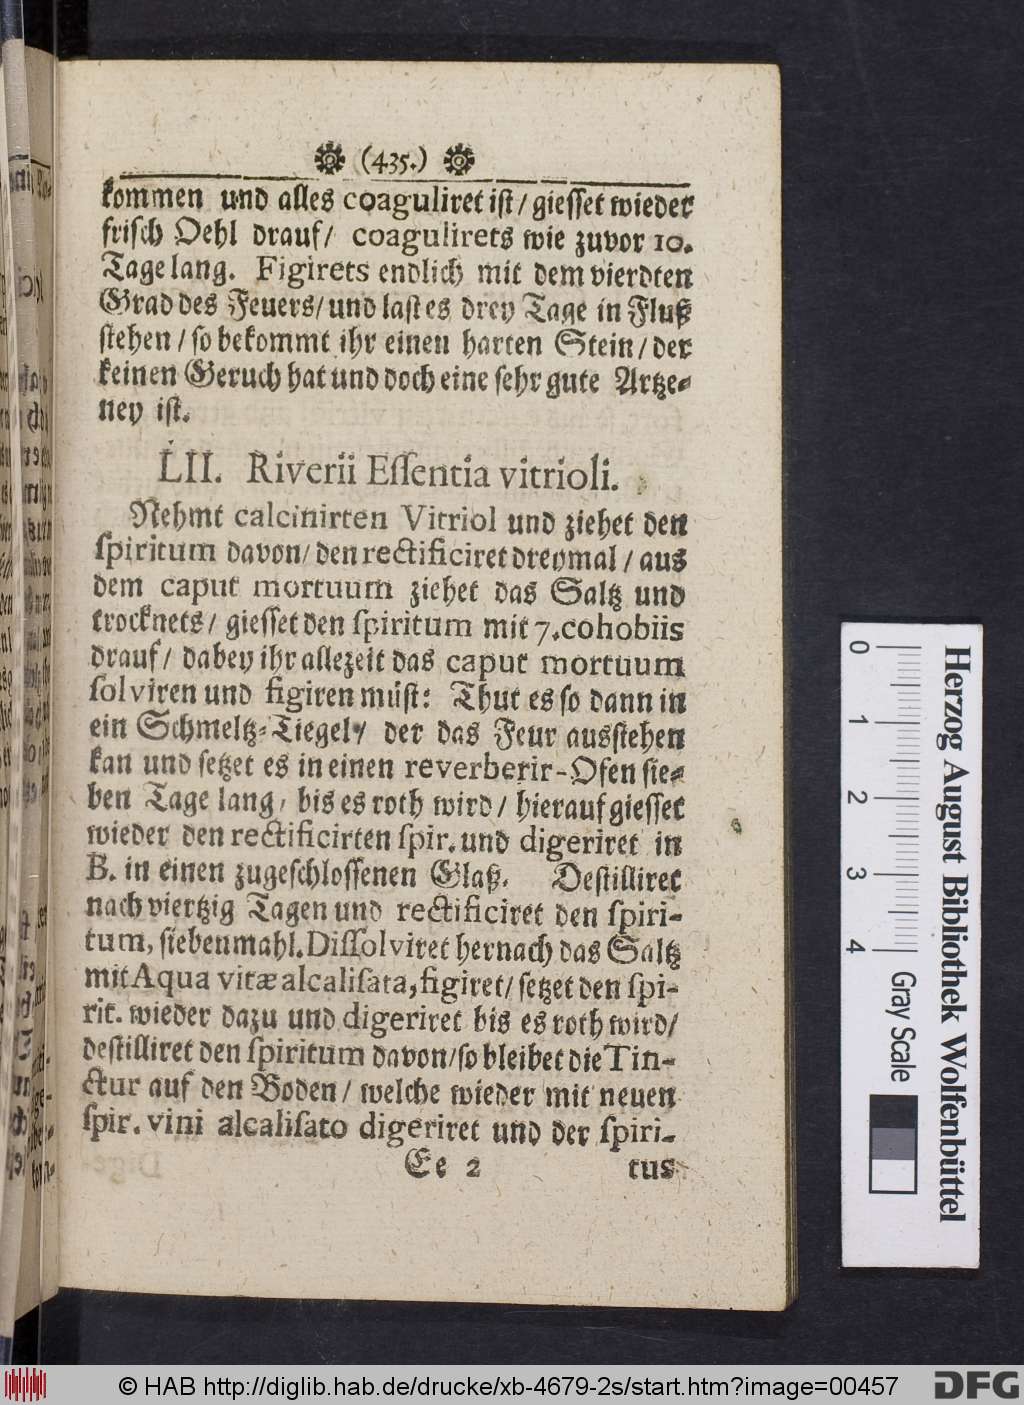 (435.)
kommen und alles coaguliret ist / giesset wieder
frisch Oehl drauf / coagulirets wie zuvor 10.
Tage lang. Figirets endlich mit dem vierdten
Grad des Feuers / und last es drey Tage in Fluß
stehen / so bekommt ihr einen harten Stein / der
keinen Geruch hat und doch eine sehr gute Artze-
ney ist.
LII. Riverii Essentia vitrioli.
Nehmt calcinirten Vitriol und ziehet den
spiritum davon / den rectificiret dreymal / aus
dem caput mortuum ziehet das Saltz und
trocknets / giesset den spiritum mit 7. cohobiis
drauf / dabey ihr allezeit das caput mortuum
solviren und figiren müst: Thut es so dann in
ein Schmeltz-Tiegel / der das Feur ausstehen
kan und setzet es in einen reverberir-Ofen sie-
ben Tage lang / bis es roth wird / hierauf giesset
wieder den rectificirten spir. und digeriret in
B. in einen zugeschlossenen Glaß. Destilliret
nach viertzig Tagen und rectificiret den spiri-
tum, siebenmahl. Dissolviret hernach das Saltz
mit Aqua vitæ alcalisata, figiret / setzet den spi-
rit. wieder dazu und digeriret bis es roth wird /
destilliret den spiritum davon / so bleibet die Tin-
ctur auf den Boden / welche wieder mit neuen
spir. vini alcalisato digeriret und der spiri-
Ee 2 tus
Herzog August Bibliothek Wolfenbüttel
0 1 2 3 4 Gray Scale
© HAB http://diglib.hab.de/drucke/xb-4679-2s/start.htm?image=00457
DFG